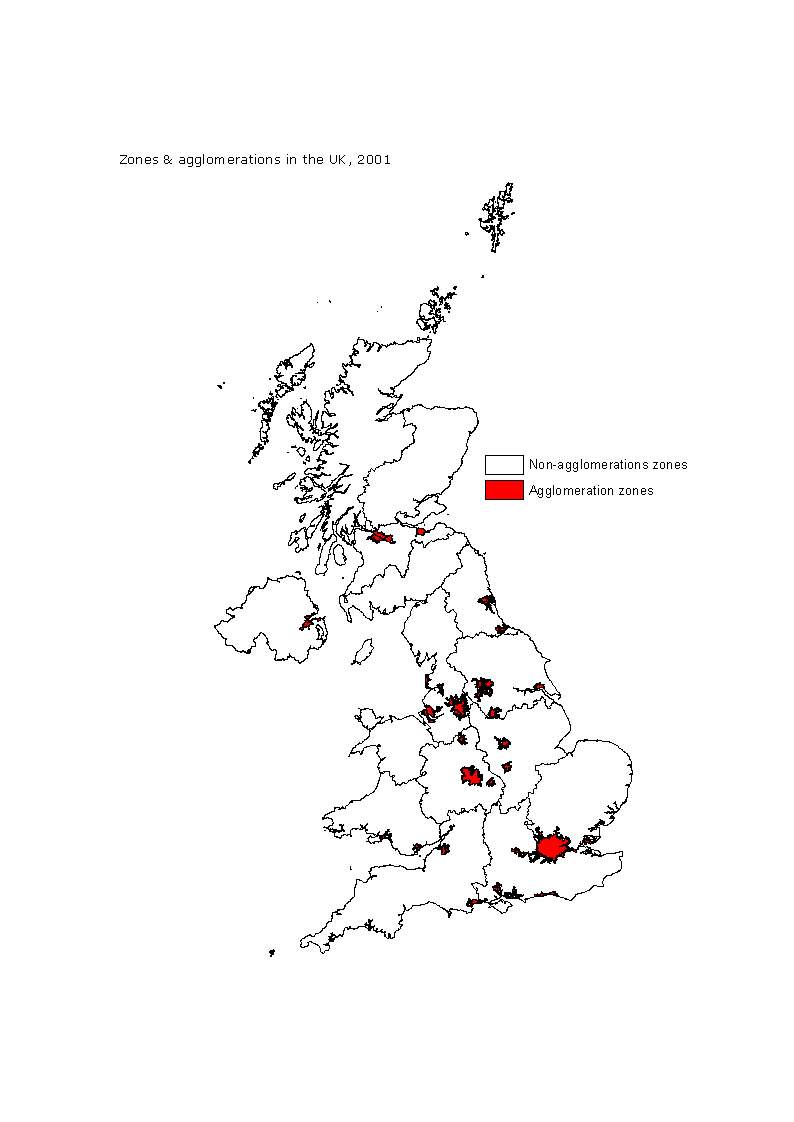 Zones & agglomerations in the UK, 2001
Non-agglomerations zones
Agglomeration zones